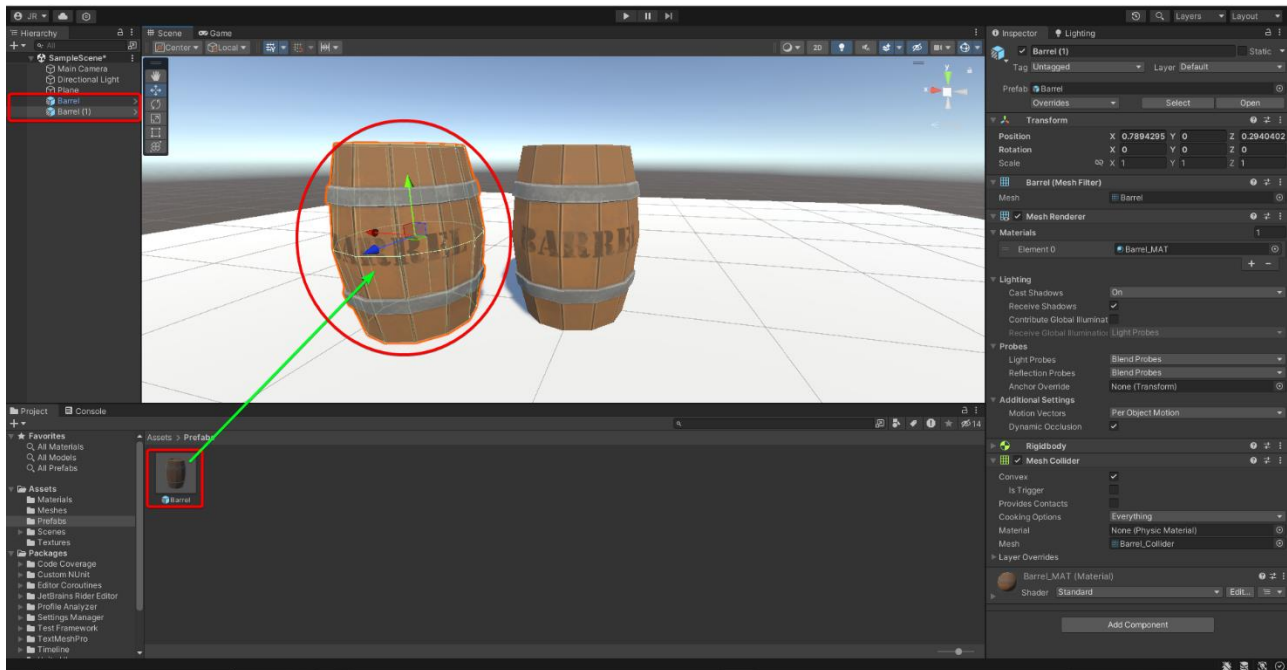 JR
Layers
Layout
Hierarchy
All
SampleScene*
Main Camera
Directional Light
Plane
Barrel
Barrel (1)
Scene
Game
Center
Local
2D
y
x
BARREL
BARREL
Project
Console
14
Favorites
All Materials
All Models
All Prefabs
Assets
Materials
Meshes
Prefabs
Scenes
Textures
Packages
Code Coverage
Custom NUnit
Editor Coroutines
JetBrains Rider Editor
Profile Analyzer
Settings Manager
Test Framework
TextMeshPro
Timeline
Assets > Prefabs
Barrel
Inspector
Lighting
Barrel (1)
Static
Tag Untagged Layer Default
Prefab Barrel
Overrides Select Open
Transform
Position X 0.7894295 Y 0 Z 0.2940402
Rotation X 0 Y 0 Z 0
Scale X 1 Y 1 Z 1
Barrel (Mesh Filter)
Mesh Barrel
Mesh Renderer
Materials 1
Element 0 Barrel_MAT
Lighting
Cast Shadows On
Receive Shadows
Contribute Global Illuminat
Receive Global Illumination Light Probes
Probes
Light Probes Blend Probes
Reflection Probes Blend Probes
Anchor Override None (Transform)
Additional Settings
Motion Vectors Per Object Motion
Dynamic Occlusion
Rigidbody
Mesh Collider
Convex
Is Trigger
Provides Contacts
Cooking Options Everything
Material None (Physic Material)
Mesh Barrel_Collider
Layer Overrides
Barrel_MAT (Material)
Shader Standard Edit...
Add Component